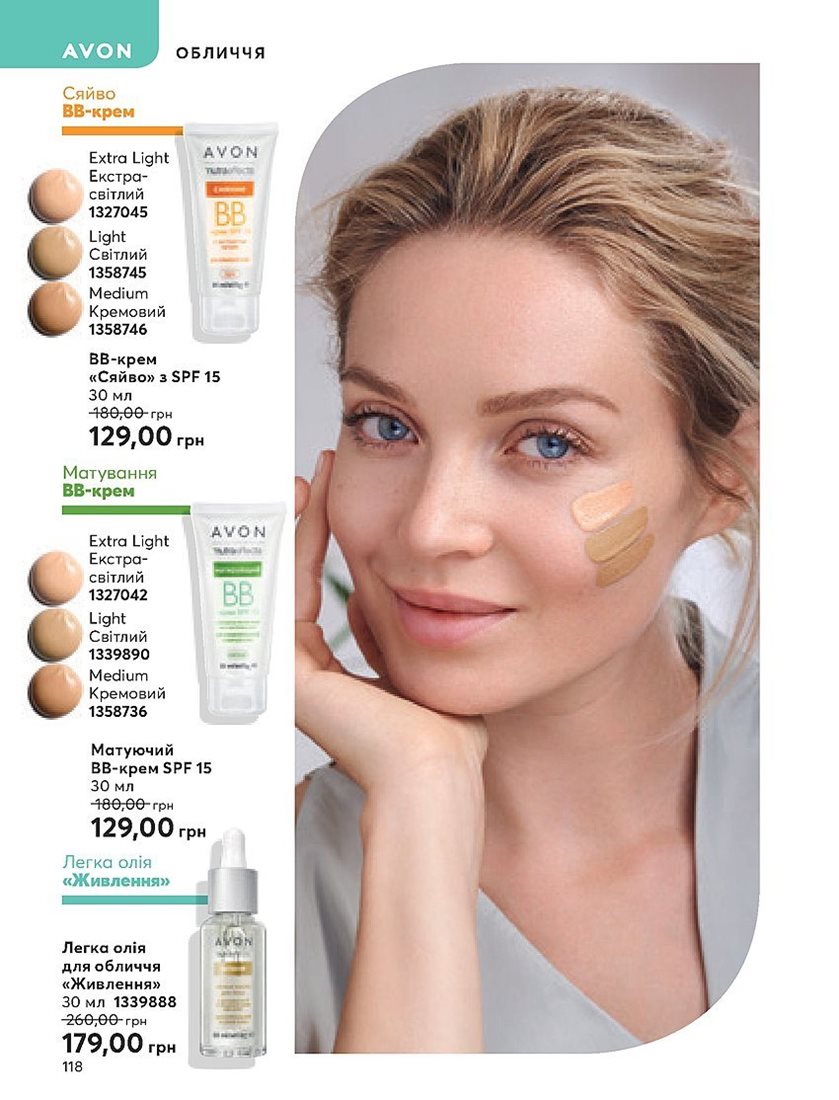 AVON
ОБЛИЧЧЯ
Сяйво
BB-крем
Extra Light
Екстра-
світлий
1327045
Light
Світлий
1358745
Medium
Кремовий
1358746
AVON
nutraeffects
BB
BB-крем
«Сяйво» з SPF 15
30 мл
180,00 грн
129,00 грн
Матування
BB-крем
Extra Light
Екстра-
світлий
1327042
Light
Світлий
1339890
Medium
Кремовий
1358736
AVON
nutraeffects
BB
Матуючий
BB-крем SPF 15
30 мл
180,00 грн
129,00 грн
Легка олія
«Живлення»
AVON
Легка олія
для обличчя
«Живлення»
30 мл 1339888
260,00 грн
179,00 грн
118